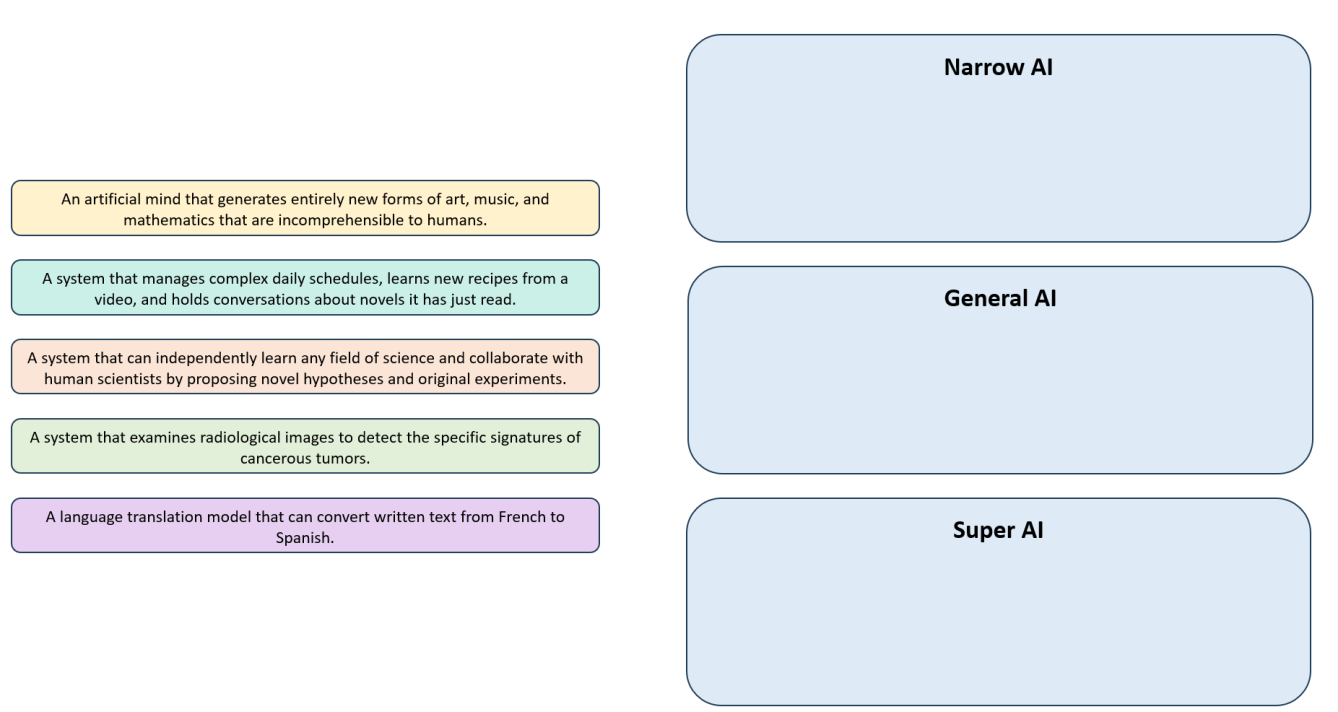 An artificial mind that generates entirely new forms of art, music, and
mathematics that are incomprehensible to humans.
A system that manages complex daily schedules, learns new recipes from a
video, and holds conversations about novels it has just read.
A system that can independently learn any field of science and collaborate with
human scientists by proposing novel hypotheses and original experiments.
A system that examines radiological images to detect the specific signatures of
cancerous tumors.
A language translation model that can convert written text from French to
Spanish.
Narrow AI
General AI
Super AI